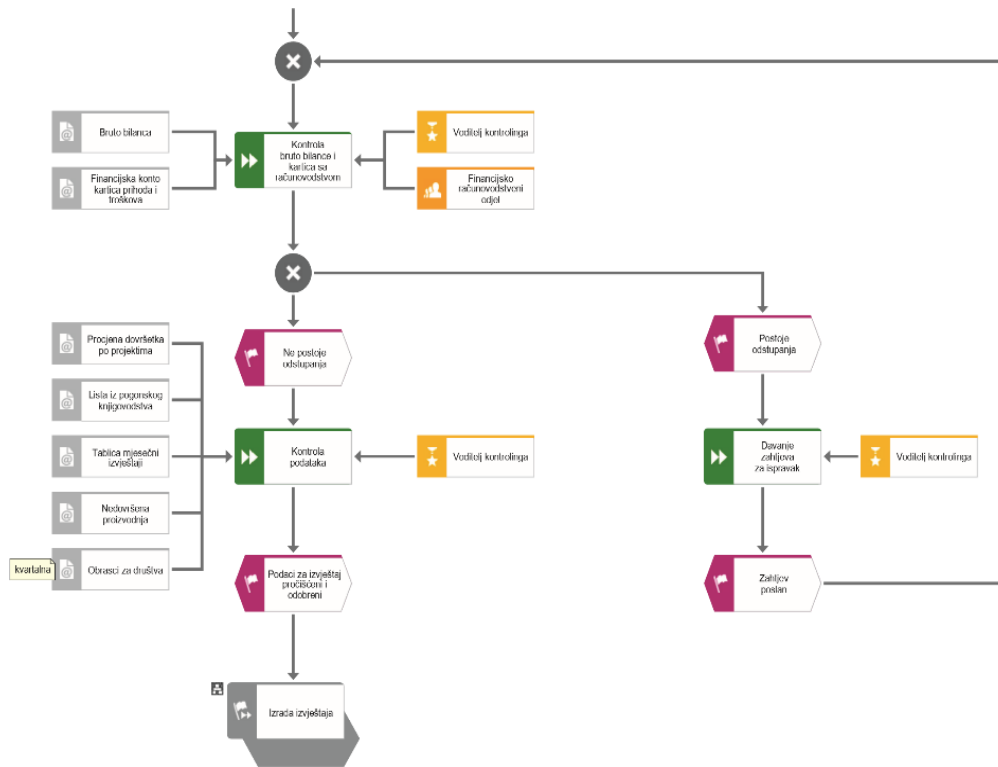 Bruto bilanca
Kontrola
bruto bilance i
kartica sa
računovodstvom
Voditelj kontrolinga
Financijska konto
kartica prihoda i
troškova
Financijsko
računovodstveni
odjel
Procjena dovršetka
po projektima
Ne postoje
odstupanja
Postoje
odstupanja
Lista iz pogonskog
knjigovodstva
Tablica mjesečni
izvještaji
Kontrola
podataka
Voditelj kontrolinga
Davanje
zahtjeva
za ispravak
Voditelj kontrolinga
Nedovršena
proizvodnja
kvartalna
Obrasci za društva
Podaci za izvještaj
pročišćeni i
odobreni
Zahtjev
poslan
Izrada izvještaja